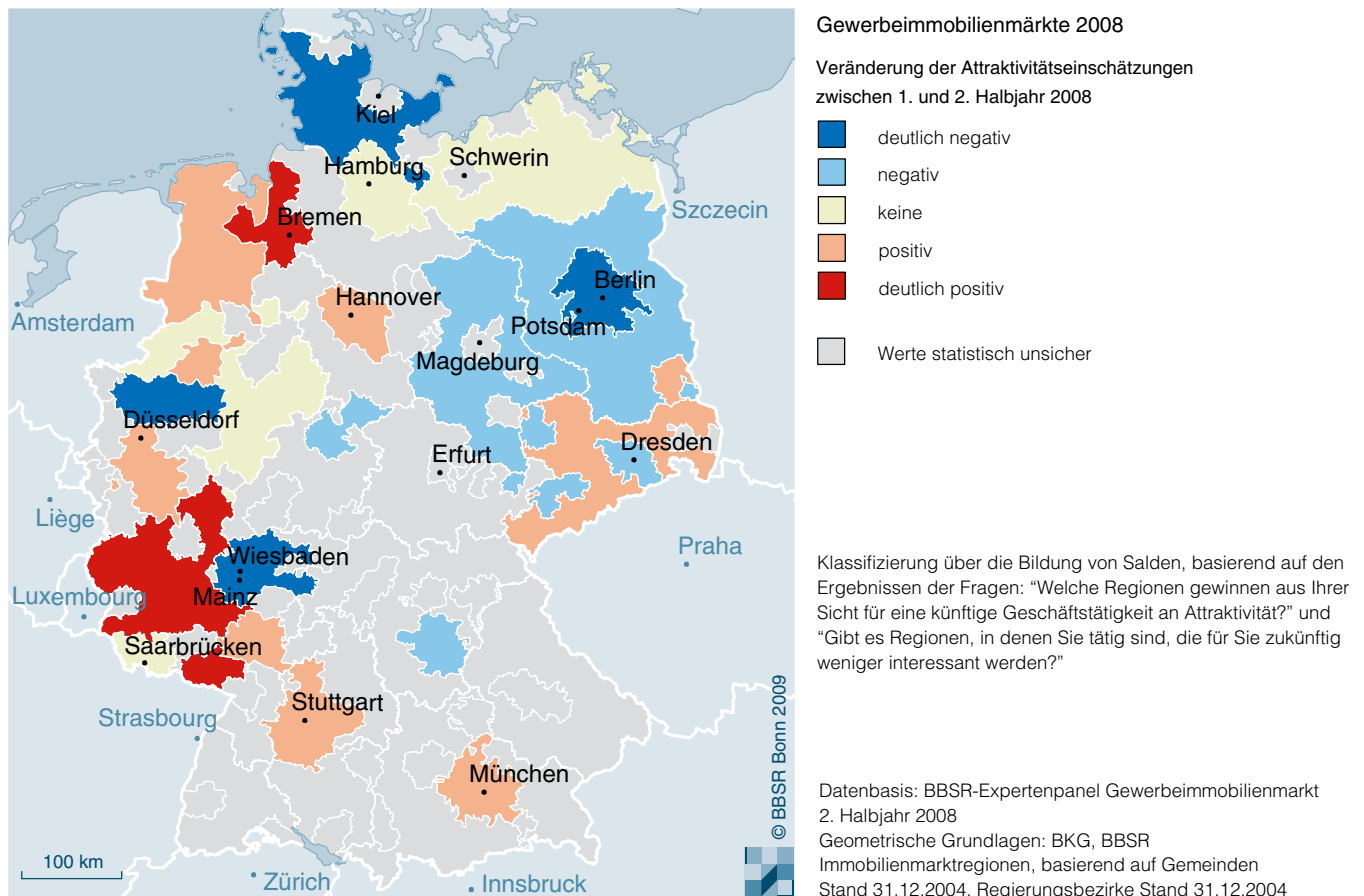 Gewerbeimmobilienmärkte 2008
Veränderung der Attraktivitätseinschätzungen
zwischen 1. und 2. Halbjahr 2008
deutlich negativ
negativ
keine
positiv
deutlich positiv
Werte statistisch unsicher
Kiel
Hamburg
Schwerin
Szczecin
Bremen
Berlin
Hannover
Amsterdam
Potsdam
Magdeburg
Düsseldorf
Dresden
Erfurt
Liège
Praha
Wiesbaden
Luxembourg
Mainz
Saarbrücken
Stuttgart
Strasbourg
München
100 km
Zürich
Innsbruck
© BBSR Bonn 2009
Klassifizierung über die Bildung von Salden, basierend auf den
Ergebnissen der Fragen: “Welche Regionen gewinnen aus Ihrer
Sicht für eine künftige Geschäftstätigkeit an Attraktivität?” und
“Gibt es Regionen, in denen Sie tätig sind, die für Sie zukünftig
weniger interessant werden?”
Datenbasis: BBSR-Expertenpanel Gewerbeimmobilienmarkt
2. Halbjahr 2008
Geometrische Grundlagen: BKG, BBSR
Immobilienmarktregionen, basierend auf Gemeinden
Stand 31.12.2004, Regierungsbezirke Stand 31.12.2004